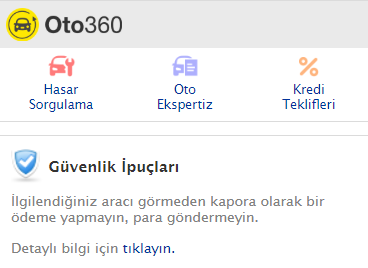 Oto360
Hasar Sorgulama
Oto Ekspertiz
Kredi Teklifleri
Güvenlik İpuçları
İlgilendiğiniz aracı görmeden kapora olarak bir
ödeme yapmayın, para göndermeyin.
Detaylı bilgi için tıklayın.